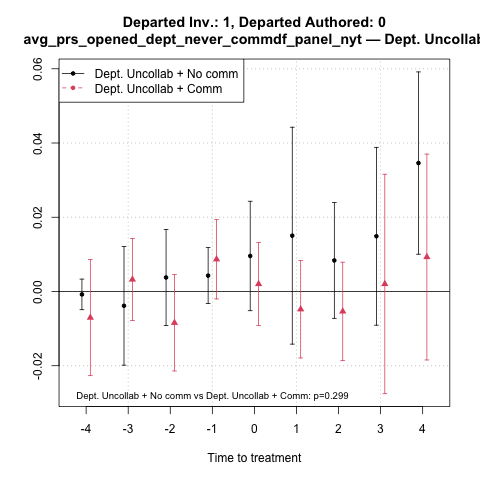 Departed Inv.: 1, Departed Authored: 0
avg_prs_opened_dept_never_commdf_panel_nyt — Dept. Uncollab
0.06
0.04
0.02
0.00
-0.02
Dept. Uncollab + No comm
Dept. Uncollab + Comm
Dept. Uncollab + No comm vs Dept. Uncollab + Comm: p=0.299
-4 -3 -2 -1 0 1 2 3 4
Time to treatment